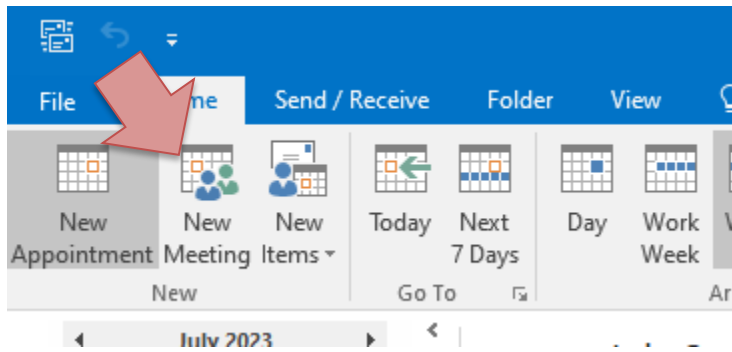 File Send / Receive Folder View
New Appointment
New Meeting
New Items
Today
Next 7 Days
Day
Work Week
New
Go To
July 2023